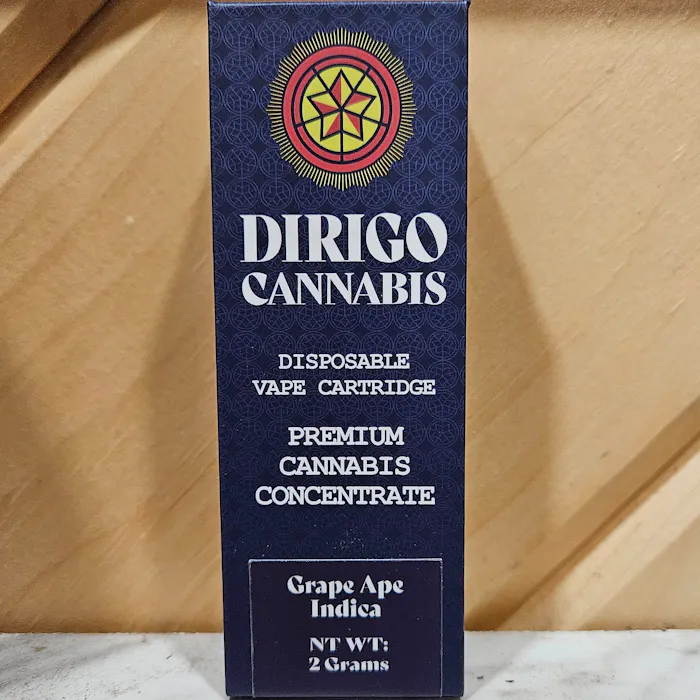 DIRIGO
CANNABIS
DISPOSABLE
VAPE CARTRIDGE
PREMIUM
CANNABIS
CONCENTRATE
Grape Ape
Indica
NT WT:
2 Grams